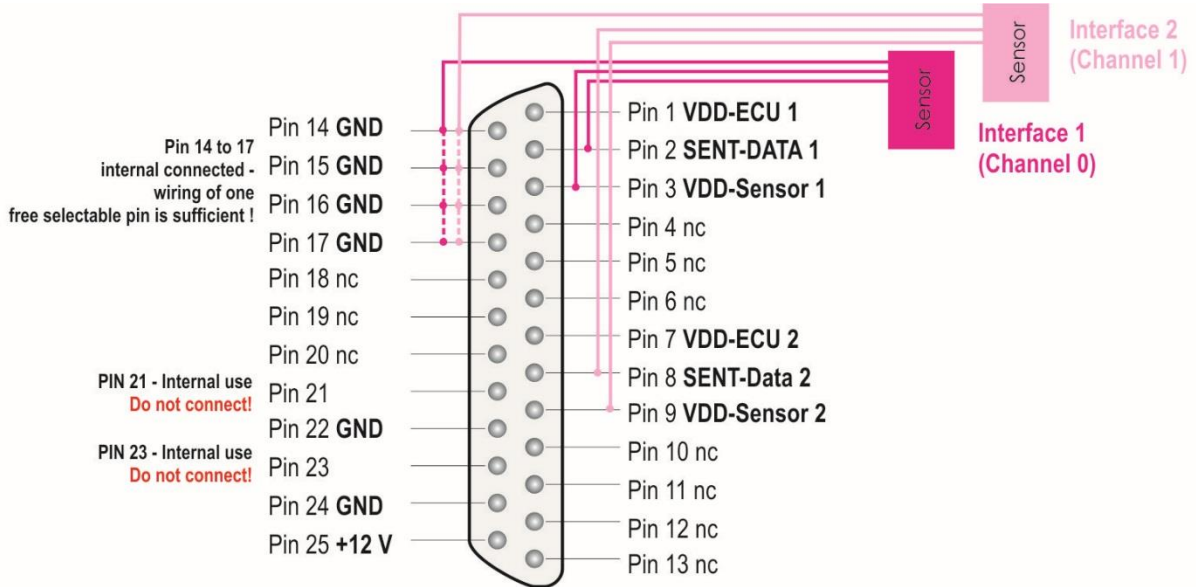 Sensor
Interface 2
(Channel 1)
Sensor
Interface 1
(Channel 0)
Pin 14 to 17
internal connected -
wiring of one
free selectable pin is sufficient !
Pin 14 GND
Pin 15 GND
Pin 16 GND
Pin 17 GND
Pin 18 nc
Pin 19 nc
Pin 20 nc
PIN 21 - Internal use
Do not connect!
Pin 21
Pin 22 GND
PIN 23 - Internal use
Do not connect!
Pin 23
Pin 24 GND
Pin 25 +12 V
Pin 1 VDD-ECU 1
Pin 2 SENT-DATA 1
Pin 3 VDD-Sensor 1
Pin 4 nc
Pin 5 nc
Pin 6 nc
Pin 7 VDD-ECU 2
Pin 8 SENT-Data 2
Pin 9 VDD-Sensor 2
Pin 10 nc
Pin 11 nc
Pin 12 nc
Pin 13 nc